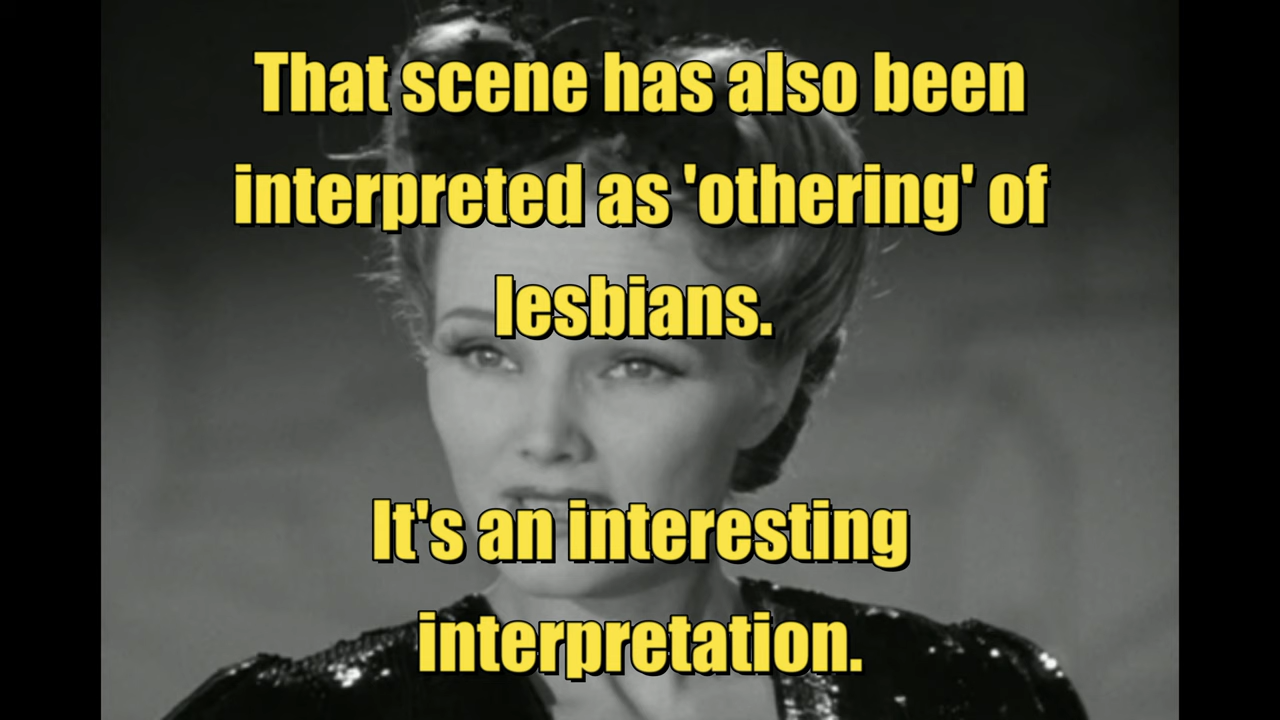 That scene has also been
interpreted as 'othering' of
lesbians.
It's an interesting
interpretation.